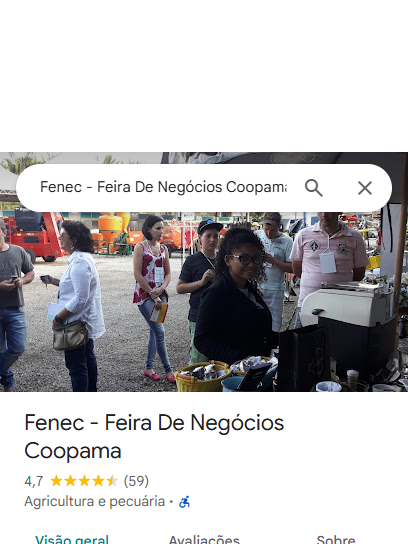 Fenec - Feira De Negócios Coopama
Fenec - Feira De Negócios
Coopama
4,7 (59)
Agricultura e pecuária ·
Visão geral Avaliações Sobre